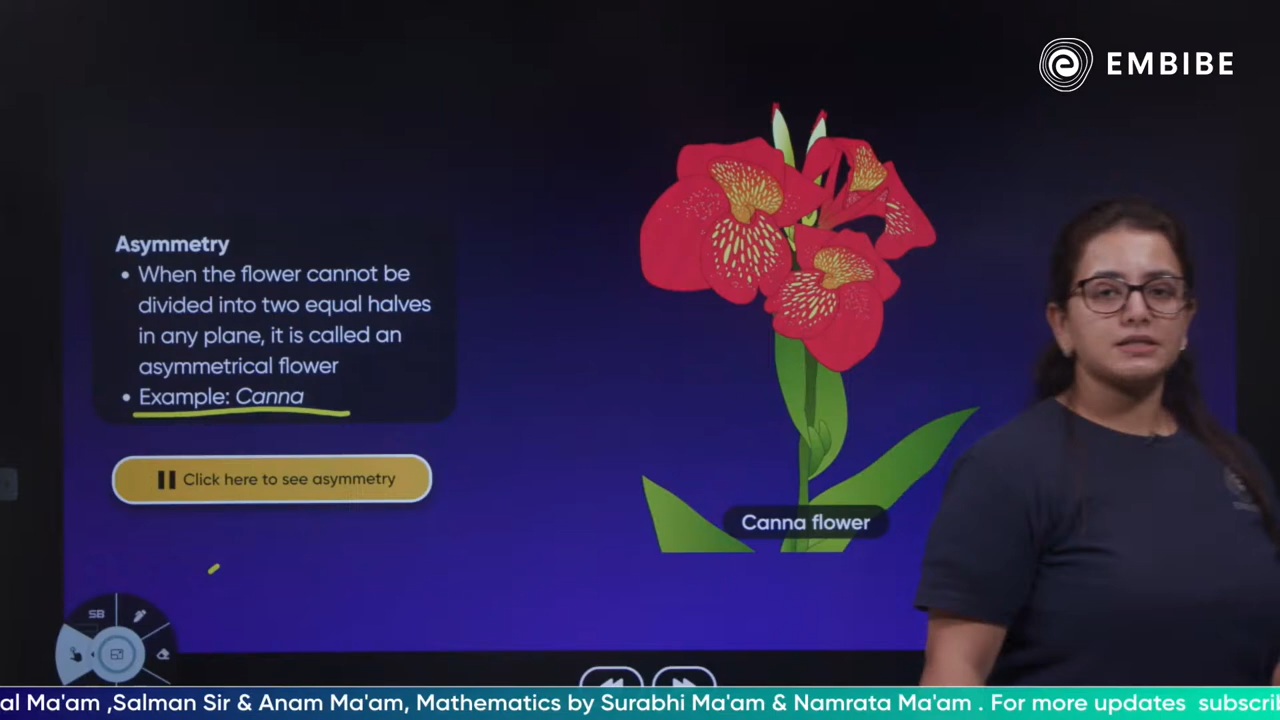 EMBIBE
Asymmetry
• When the flower cannot be
divided into two equal halves
in any plane, it is called an
asymmetrical flower
• Example: Canna
Click here to see asymmetry
Canna flower
SB
al Ma'am ,Salman Sir & Anam Ma'am, Mathematics by Surabhi Ma'am & Namrata Ma'am . For more updates subscri